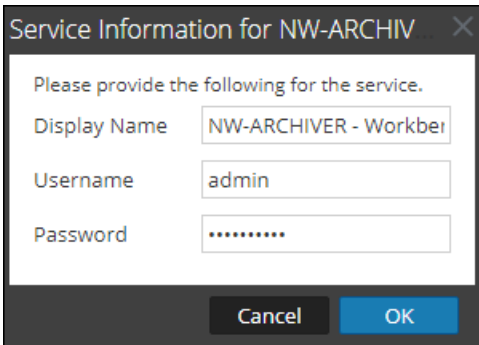 Service Information for NW-ARCHIV...
Please provide the following for the service.
Display Name NW-ARCHIVER - Workber
Username admin
Password ••••••••••
Cancel OK